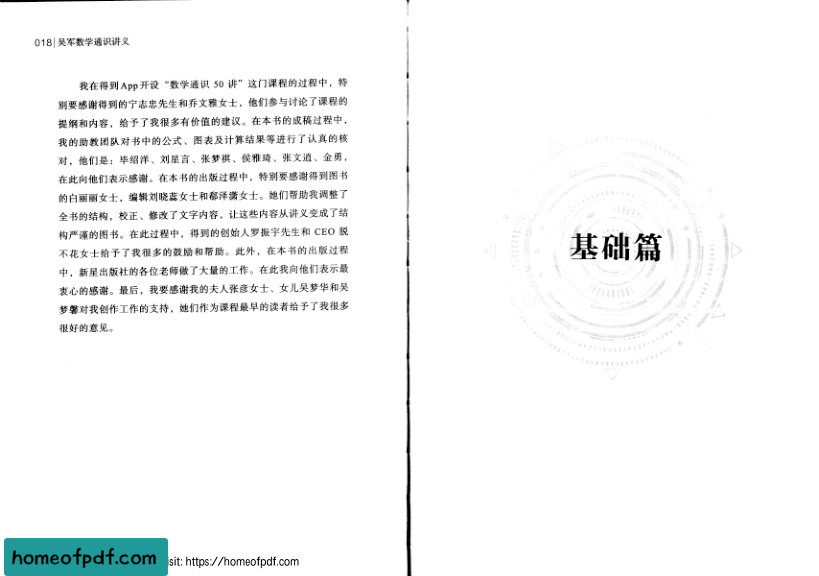 018 | 吴军数学通识讲义
我在得到App开设“数学通识 50 讲”这门课程的过程中，特
别要感谢得到的宁志忠先生和乔文雅女士，他们参与讨论了课程的
提纲和内容，给予了我很多有价值的建议。在本书的成稿过程中，
我的助教团队对书中的公式、图表及计算结果等进行了认真的核
对，他们是：毕绍洋、刘星言、张梦祺、侯雅琦、张文逍、金勇，
在此向他们表示感谢。在本书的出版过程中，特别要感谢得到图书
的白丽丽女士，编辑刘晓蕊女士和郗泽潇女士。她们帮助我调整了
全书的结构，校正、修改了文字内容，让这些内容从讲义变成了结
构严谨的图书。在此过程中，得到的创始人罗振宇先生和 CEO 脱
不花女士给予了我很多的鼓励和帮助。此外，在本书的出版过程
中，新星出版社的各位老师做了大量的工作。在此我向他们表示最
衷心的感谢。最后，我要感谢我的夫人张彦女士、女儿吴梦华和吴
梦馨对我创作工作的支持，她们作为课程最早的读者给予了我很多
很好的意见。
基础篇
homeofpdf.com
sit: https://homeofpdf.com